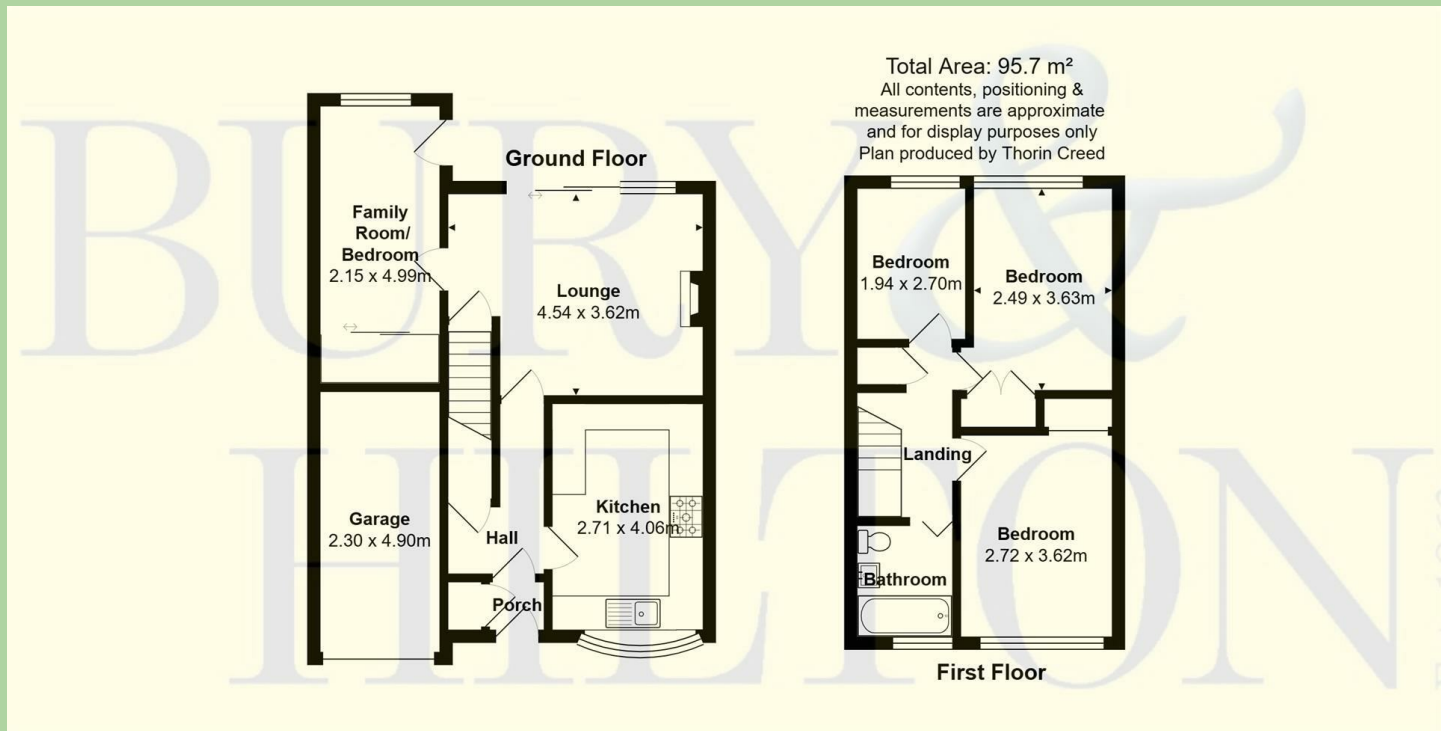 BURY &
HILTON
Total Area: 95.7 m²
All contents, positioning &
measurements are approximate
and for display purposes only
Plan produced by Thorin Creed
Ground Floor
Family
Room/
Bedroom
2.15 x 4.99m
Lounge
4.54 x 3.62m
Garage
2.30 x 4.90m
Hall
Kitchen
2.71 x 4.06m
Porch
Bedroom
1.94 x 2.70m
Bedroom
2.49 x 3.63m
Landing
Bedroom
2.72 x 3.62m
Bathroom
First Floor